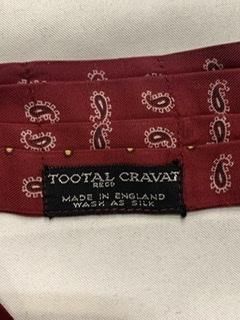 TOOTAL CRAVAT
REGD
MADE IN ENGLAND
WASH AS SILK